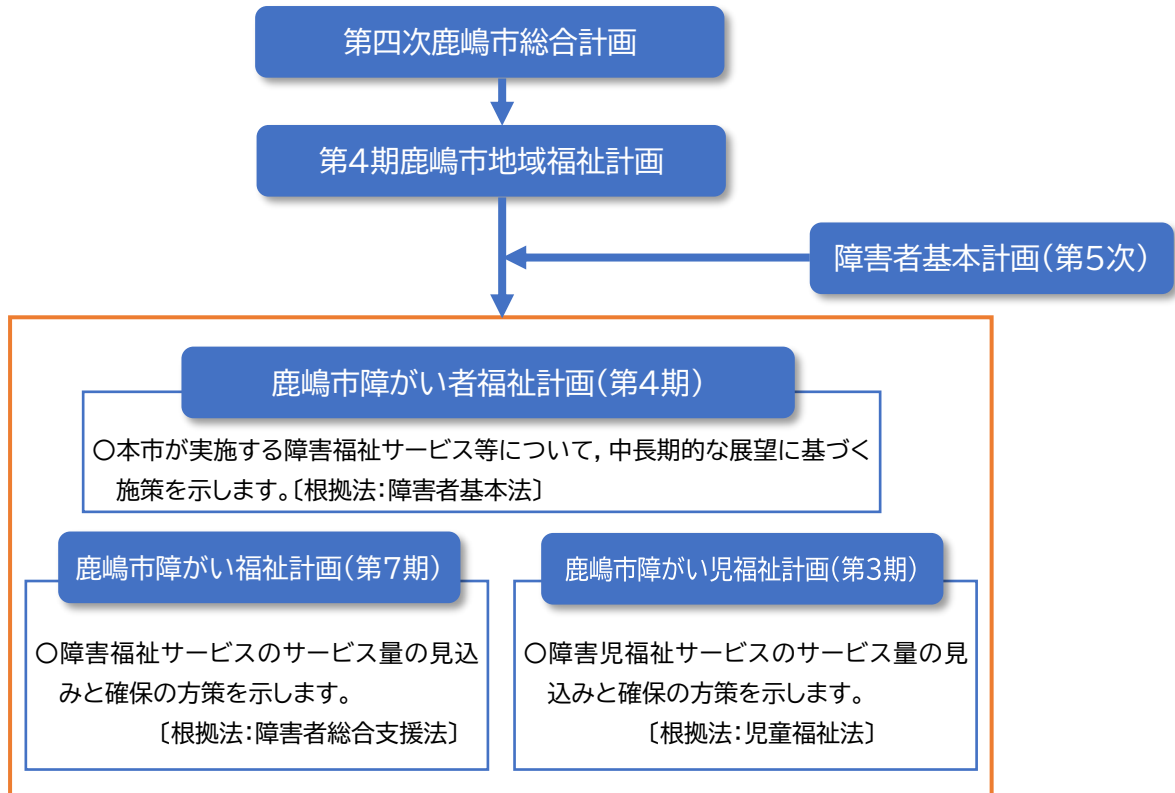 第四次鹿嶋市総合計画
第4期鹿嶋市地域福祉計画
障害者基本計画(第5次)
鹿嶋市障がい者福祉計画(第4期)
○本市が実施する障害福祉サービス等について,中長期的な展望に基づく
施策を示します。〔根拠法:障害者基本法〕
鹿嶋市障がい福祉計画(第7期)
○障害福祉サービスのサービス量の見込
みと確保の方策を示します。
〔根拠法:障害者総合支援法〕
鹿嶋市障がい児福祉計画(第3期)
○障害児福祉サービスのサービス量の見
込みと確保の方策を示します。
〔根拠法:児童福祉法〕